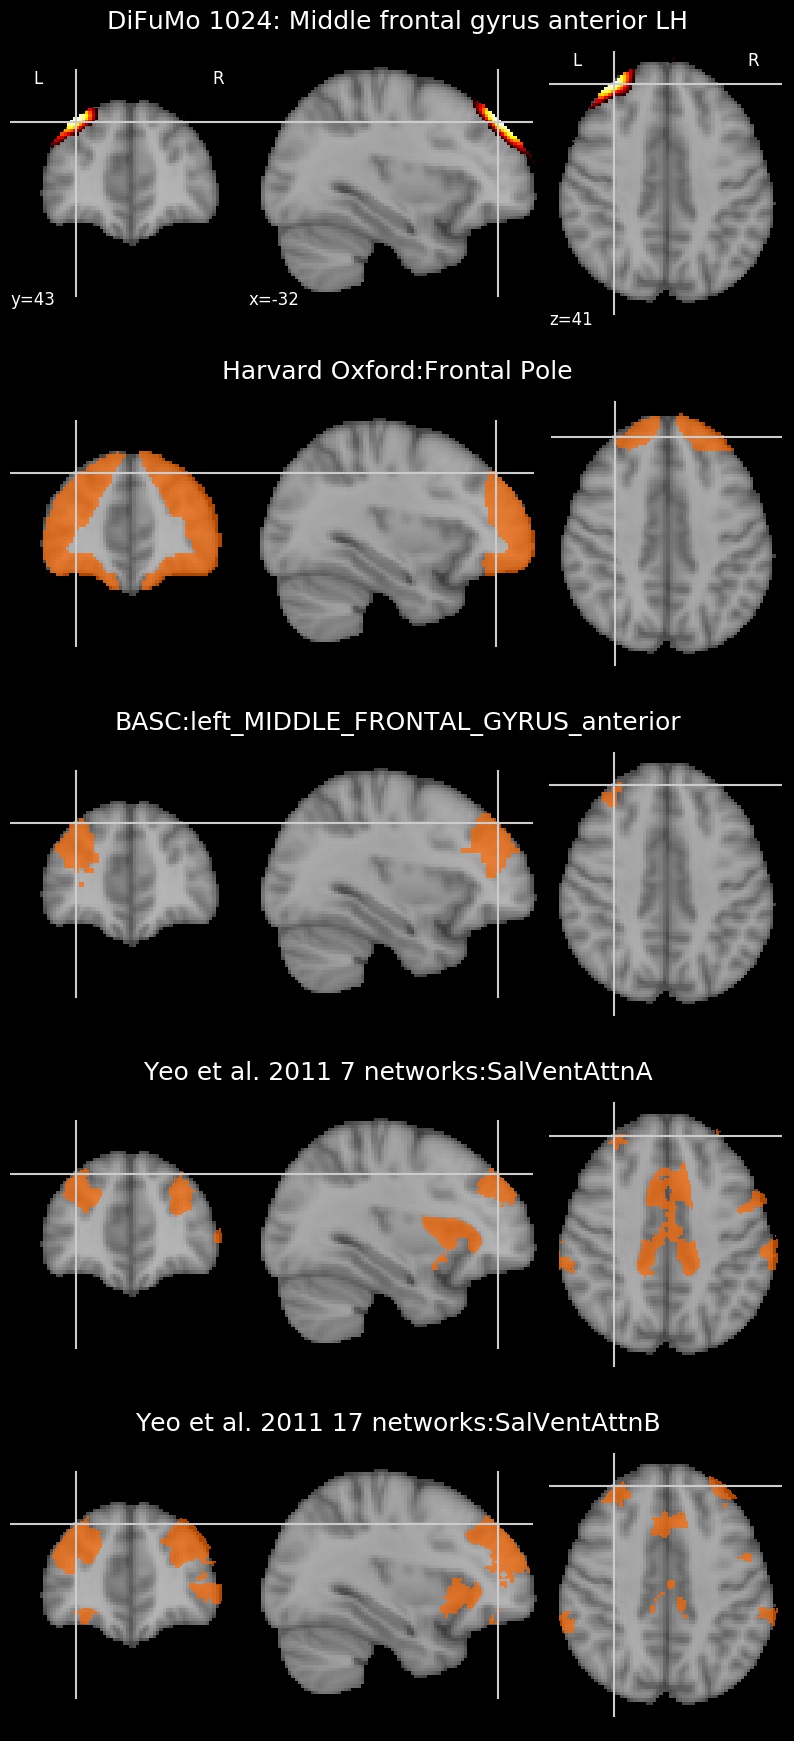 DiFuMo 1024: Middle frontal gyrus anterior LH
L R L R
y=43 x=-32 z=41
Harvard Oxford:Frontal Pole
BASC:left_MIDDLE_FRONTAL_GYRUS_anterior
Yeo et al. 2011 7 networks:SalVentAttnA
Yeo et al. 2011 17 networks:SalVentAttnB